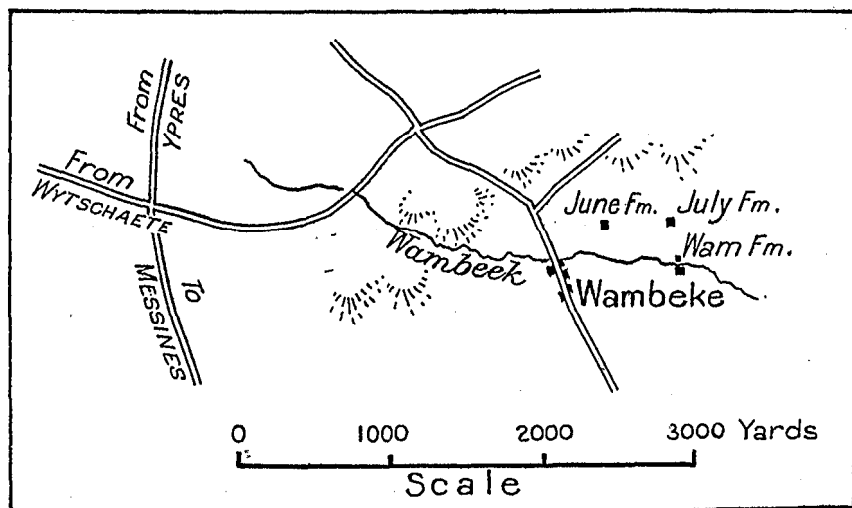 From
YPRES
From
WYTSCHAETE
To
MESSINES
June Fm.
July Fm.
Wam Fm.
Wambeek
Wambeke
0 1000 2000 3000 Yards
Scale